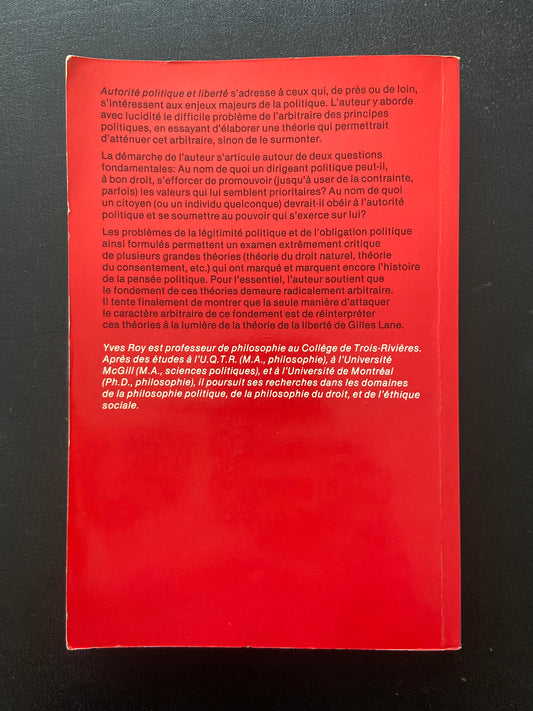 Autorité politique et liberté s'adresse à ceux qui, de près ou de loin,
s'intéressent aux enjeux majeurs de la politique. L'auteur y aborde
avec lucidité le difficile problème de l'arbitraire des principes
politiques, en essayant d'élaborer une théorie qui permettrait
d'atténuer cet arbitraire, sinon de le surmonter.
La démarche de l'auteur s'articule autour de deux questions
fondamentales: Au nom de quoi un dirigeant politique peut-il,
à bon droit, s'efforcer de promouvoir (jusqu'à user de la contrainte,
parfois) les valeurs qui lui semblent prioritaires? Au nom de quoi
un citoyen (ou un individu quelconque) devrait-il obéir à l'autorité
politique et se soumettre au pouvoir qui s'exerce sur lui?
Les problèmes de la légitimité politique et de l'obligation politique
ainsi formulés permettent un examen extrêmement critique
de plusieurs grandes théories (théorie du droit naturel, théorie
du consentement, etc.) qui ont marqué et marquent encore l'histoire
de la pensée politique. Pour l'essentiel, l'auteur soutient que
le fondement de ces théories demeure radicalement arbitraire.
Il tente finalement de montrer que la seule manière d'attaquer
le caractère arbitraire de ce fondement est de réinterpréter
ces théories à la lumière de la théorie de la liberté de Gilles Lane.
Yves Roy est professeur de philosophie au Collège de Trois-Rivières.
Après des études à l'U.Q.T.R. (M.A., philosophie), à l'Université
McGill (M.A., sciences politiques), et à l'Université de Montréal
(Ph.D., philosophie), il poursuit ses recherches dans les domaines
de la philosophie politique, de la philosophie du droit, et de l'éthique
sociale.